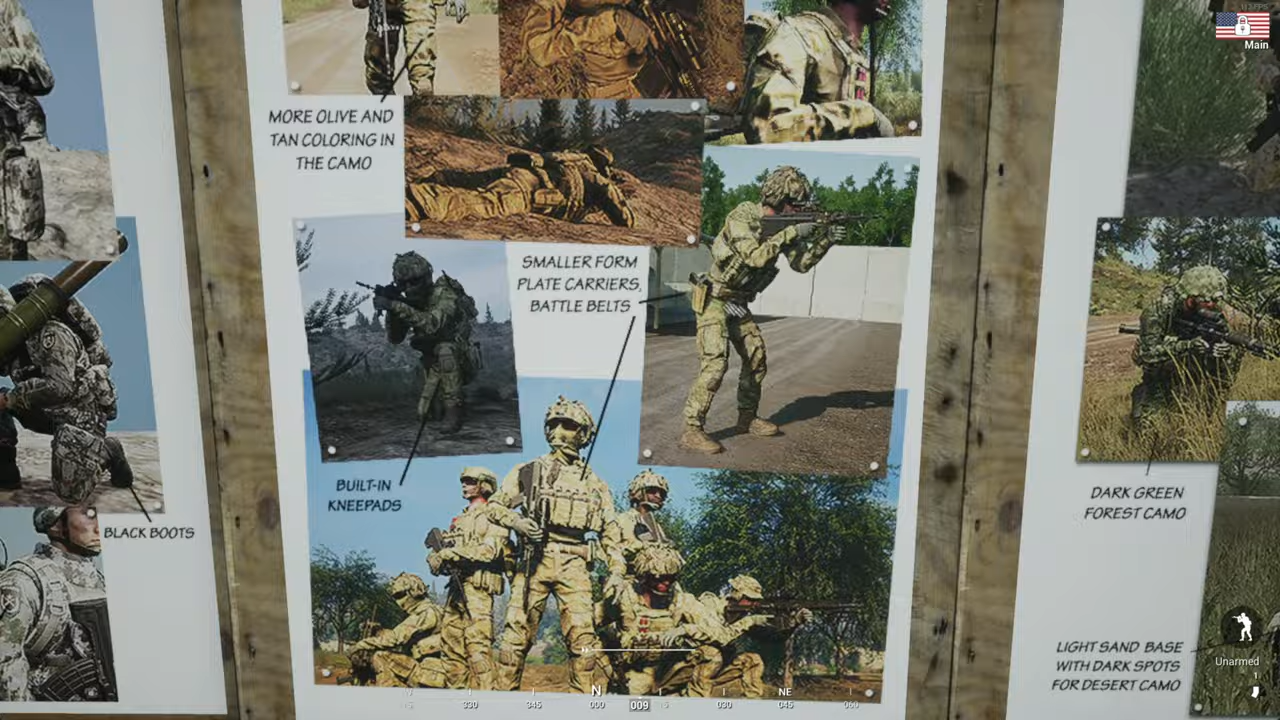 Main
MORE OLIVE AND
TAN COLORING IN
THE CAMO
SMALLER FORM
PLATE CARRIERS,
BATTLE BELTS
BUILT-IN
KNEEPADS
BLACK BOOTS
DARK GREEN
FOREST CAMO
LIGHT SAND BASE
WITH DARK SPOTS
FOR DESERT CAMO
Unarmed
1
N
NE
330
345
000
009
030
045
060